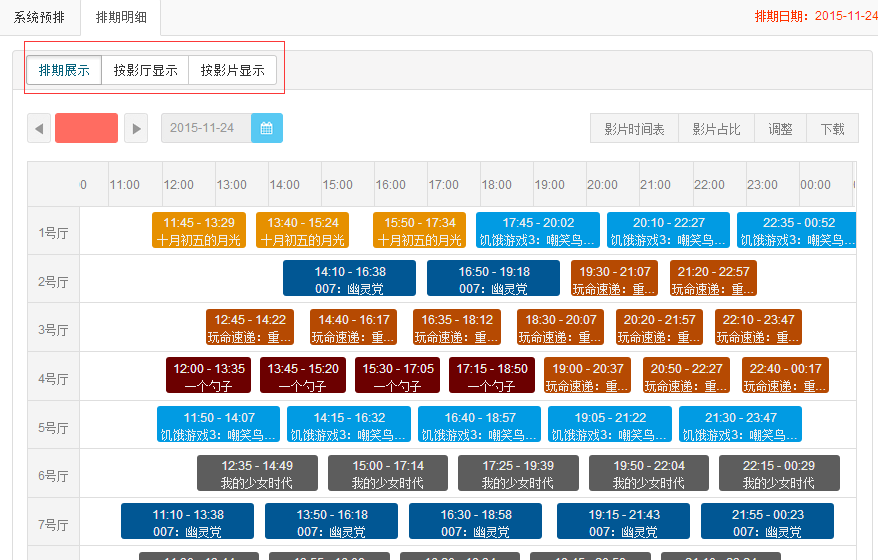 系统预排 排期明细 排期日期：2015-11-24
排期展示 按影厅显示 按影片显示
2015-11-24 影片时间表 影片占比 调整 下载
0 11:00 12:00 13:00 14:00 15:00 16:00 17:00 18:00 19:00 20:00 21:00 22:00 23:00 00:00
1号厅
11:45 - 13:29
十月初五的月光
13:40 - 15:24
十月初五的月光
15:50 - 17:34
十月初五的月光
17:45 - 20:02
饥饿游戏3：嘲笑鸟...
20:10 - 22:27
饥饿游戏3：嘲笑鸟...
22:35 - 00:52
饥饿游戏3：嘲笑鸟...
2号厅
14:10 - 16:38
007：幽灵党
16:50 - 19:18
007：幽灵党
19:30 - 21:07
玩命速递：重...
21:20 - 22:57
玩命速递：重...
3号厅
12:45 - 14:22
玩命速递：重...
14:40 - 16:17
玩命速递：重...
16:35 - 18:12
玩命速递：重...
18:30 - 20:07
玩命速递：重...
20:20 - 21:57
玩命速递：重...
22:10 - 23:47
玩命速递：重...
4号厅
12:00 - 13:35
一个勺子
13:45 - 15:20
一个勺子
15:30 - 17:05
一个勺子
17:15 - 18:50
一个勺子
19:00 - 20:37
玩命速递：重...
20:50 - 22:27
玩命速递：重...
22:40 - 00:17
玩命速递：重...
5号厅
11:50 - 14:07
饥饿游戏3：嘲笑鸟...
14:15 - 16:32
饥饿游戏3：嘲笑鸟...
16:40 - 18:57
饥饿游戏3：嘲笑鸟...
19:05 - 21:22
饥饿游戏3：嘲笑鸟...
21:30 - 23:47
饥饿游戏3：嘲笑鸟...
6号厅
12:35 - 14:49
我的少女时代
15:00 - 17:14
我的少女时代
17:25 - 19:39
我的少女时代
19:50 - 22:04
我的少女时代
22:15 - 00:29
我的少女时代
7号厅
11:10 - 13:38
007：幽灵党
13:50 - 16:18
007：幽灵党
16:30 - 18:58
007：幽灵党
19:15 - 21:43
007：幽灵党
21:55 - 00:23
007：幽灵党